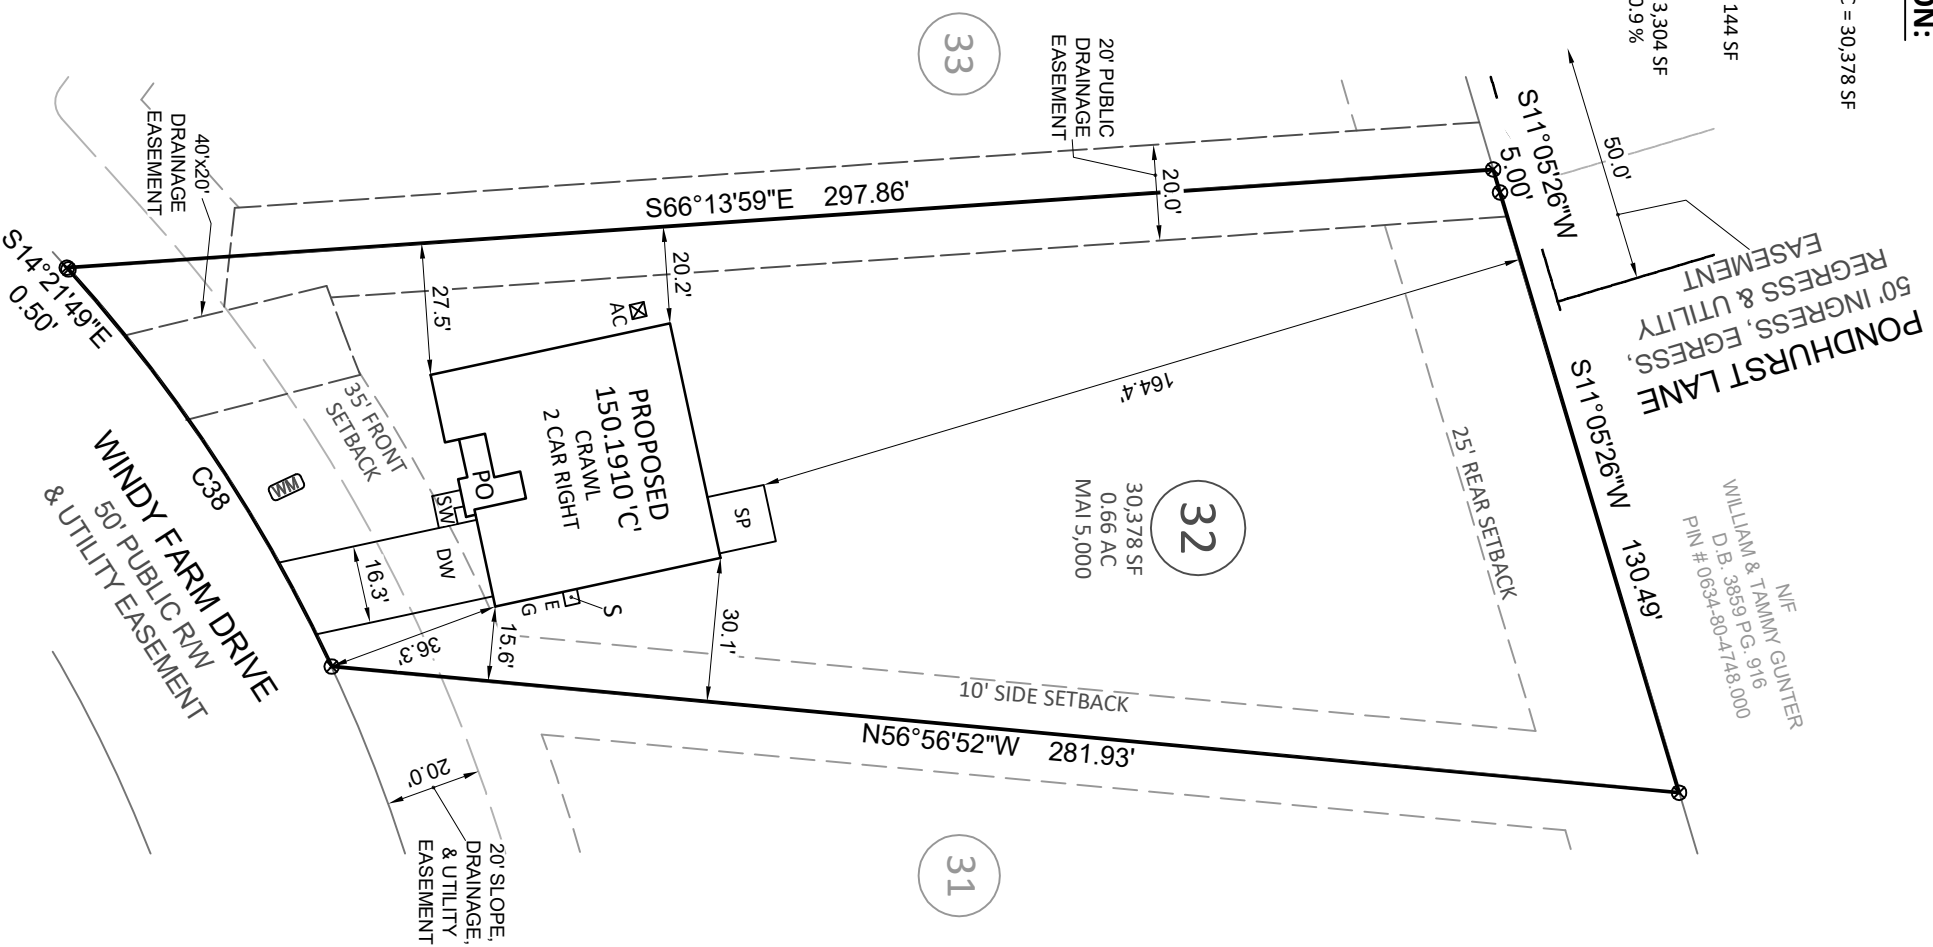 ON:
C = 30,378 SF
144 SF
3,304 SF
0.9 %
33
20' PUBLIC
DRAINAGE
EASEMENT
S11°05'26"W
5.00'
50.0'
PONDHURST LANE
50' INGRESS, EGRESS,
REGRESS & UTILITY
EASEMENT
40'x20'
DRAINAGE
EASEMENT
S66°13'59"E 297.86'
20.0'
S14°21'49"E
0.50'
27.5'
20.2'
AC
35' FRONT
SETBACK
PROPOSED
150.1910 'C'
CRAWL
2 CAR RIGHT
PO
SW
DW
SP
164.4'
25' REAR SETBACK
S11°05'26"W 130.49'
N/F
WILLIAM & TAMMY GUNTER
D.B. 3859 PG. 916
PIN # 0634-80-4748.000
32
30,378 SF
0.66 AC
MAI 5,000
C38
WM
WINDY FARM DRIVE
50' PUBLIC R/W
& UTILITY EASEMENT
16.3'
36.3'
15.6'
30.1'
G
E
S
10' SIDE SETBACK
N56°56'52"W 281.93'
20.0'
20' SLOPE,
DRAINAGE,
& UTILITY
EASEMENT
31